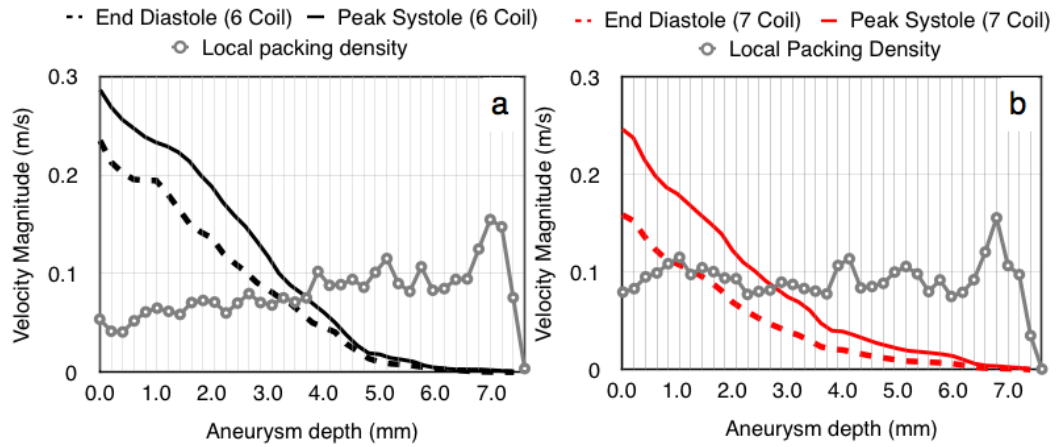 End Diastole (6 Coil) Peak Systole (6 Coil)
Local packing density
a
0.3
0.2
0.1
0
Velocity Magnitude (m/s)
0.0 1.0 2.0 3.0 4.0 5.0 6.0 7.0
Aneurysm depth (mm)
End Diastole (7 Coil) Peak Systole (7 Coil)
Local Packing Density
b
0.3
0.2
0.1
0
Velocity Magnitude (m/s)
0.0 1.0 2.0 3.0 4.0 5.0 6.0 7.0
Aneurysm depth (mm)